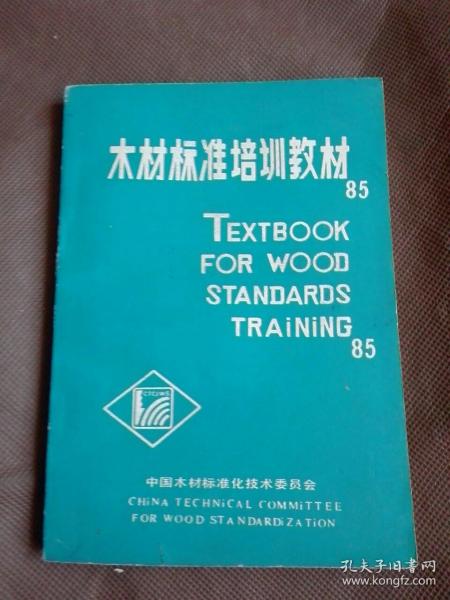 木材标准培训教材
85
TEXTBOOK
FOR WOOD
STANDARDS
TRAiNiNG
85
中国木材标准化技术委员会
CHiNA TECHNiCAL COMMiTTEE
FOR WOOD STANDARDiZATiON
孔夫子旧书网
www.kongfz.com